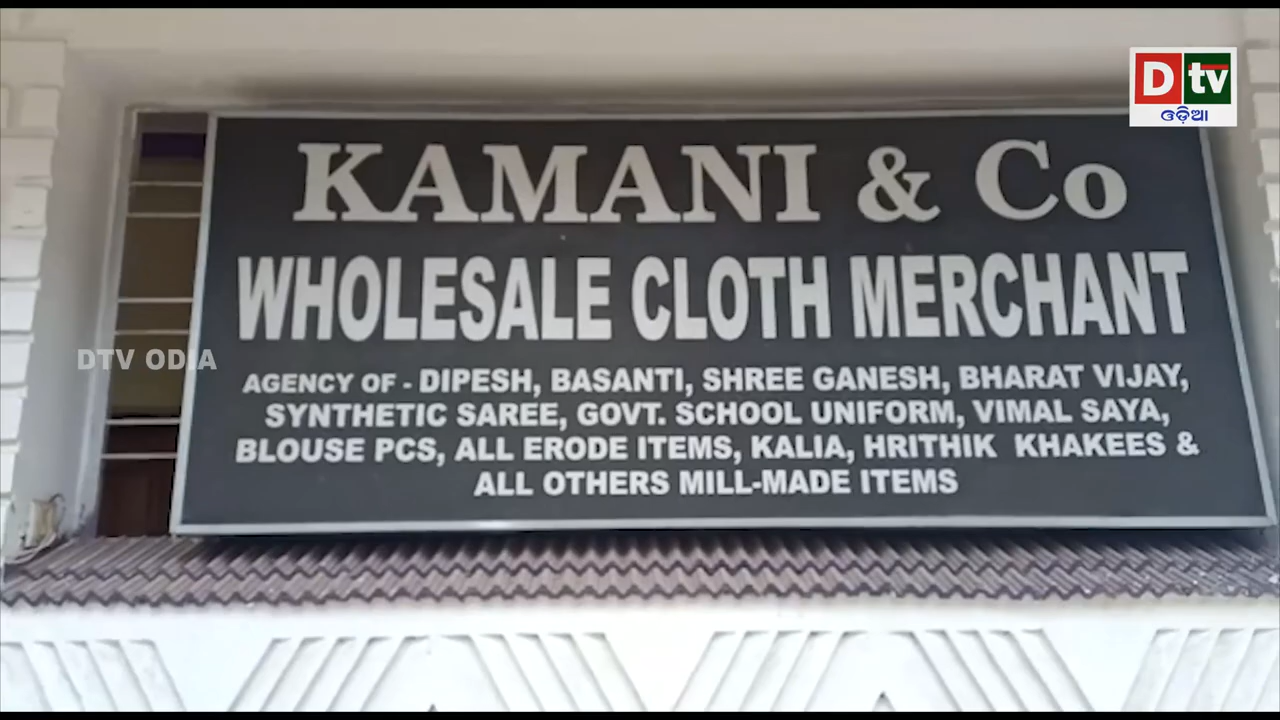 D tv
ଓଡ଼ିଆ
KAMANI & Co
WHOLESALE CLOTH MERCHANT
DTV ODIA
AGENCY OF - DIPESH, BASANTI, SHREE GANESH, BHARAT VIJAY,
SYNTHETIC SAREE, GOVT. SCHOOL UNIFORM, VIMAL SAYA,
BLOUSE PCS, ALL ERODE ITEMS, KALIA, HRITHIK KHAKEES &
ALL OTHERS MILL-MADE ITEMS